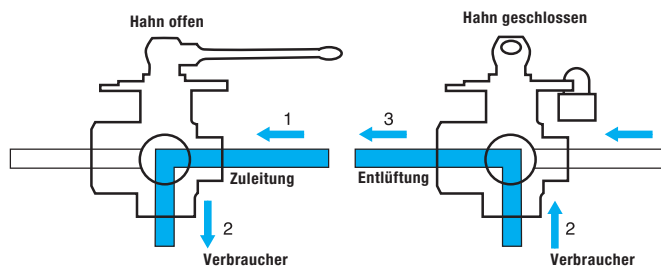 Hahn offen
1
Zuleitung
2
Verbraucher
Hahn geschlossen
3
Entlüftung
2
Verbraucher